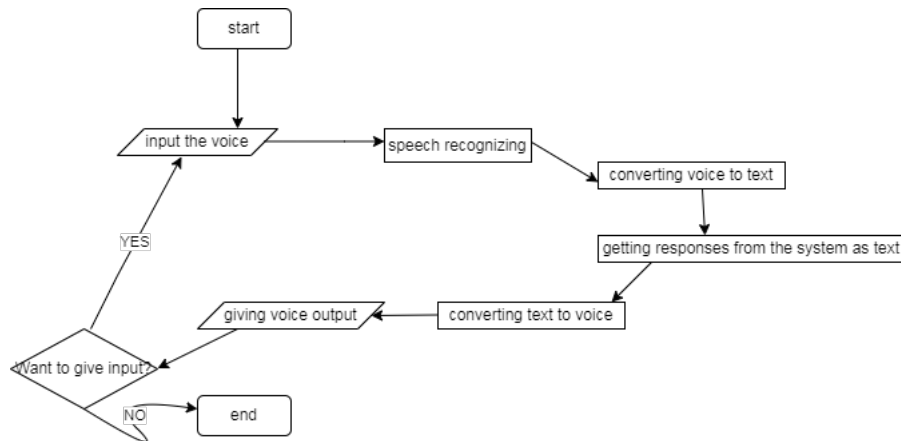 start
input the voice
speech recognizing
converting voice to text
getting responses from the system as text
converting text to voice
giving voice output
Want to give input?
YES
NO
end